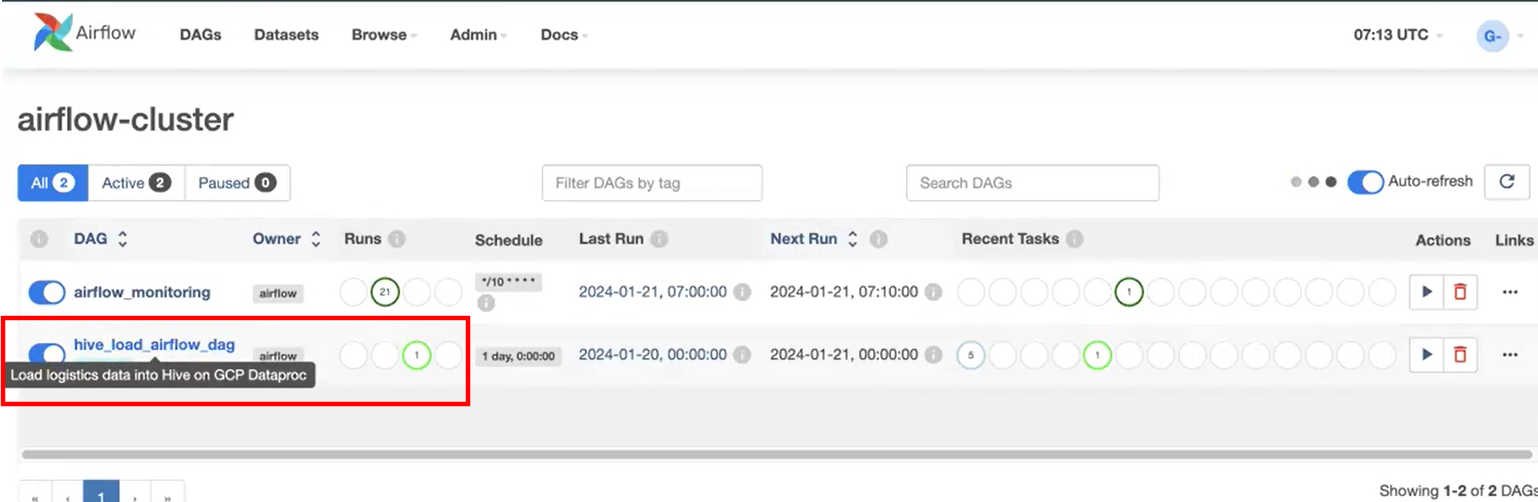 Airflow DAGs Datasets Browse Admin Docs 07:13 UTC G-
airflow-cluster
All 2 Active 2 Paused 0 Filter DAGs by tag Search DAGs Auto-refresh
i DAG Owner Runs i Schedule Last Run i Next Run i Recent Tasks i Actions Links
airflow_monitoring airflow 21 */10 * * * * i 2024-01-21, 07:00:00 i 2024-01-21, 07:10:00 i 1 ...
hive_load_airflow_dag airflow 1 1 day, 0:00:00 2024-01-20, 00:00:00 i 2024-01-21, 00:00:00 i 5 1 ...
Load logistics data into Hive on GCP Dataproc
« ‹ 1 › »
Showing 1-2 of 2 DAGs